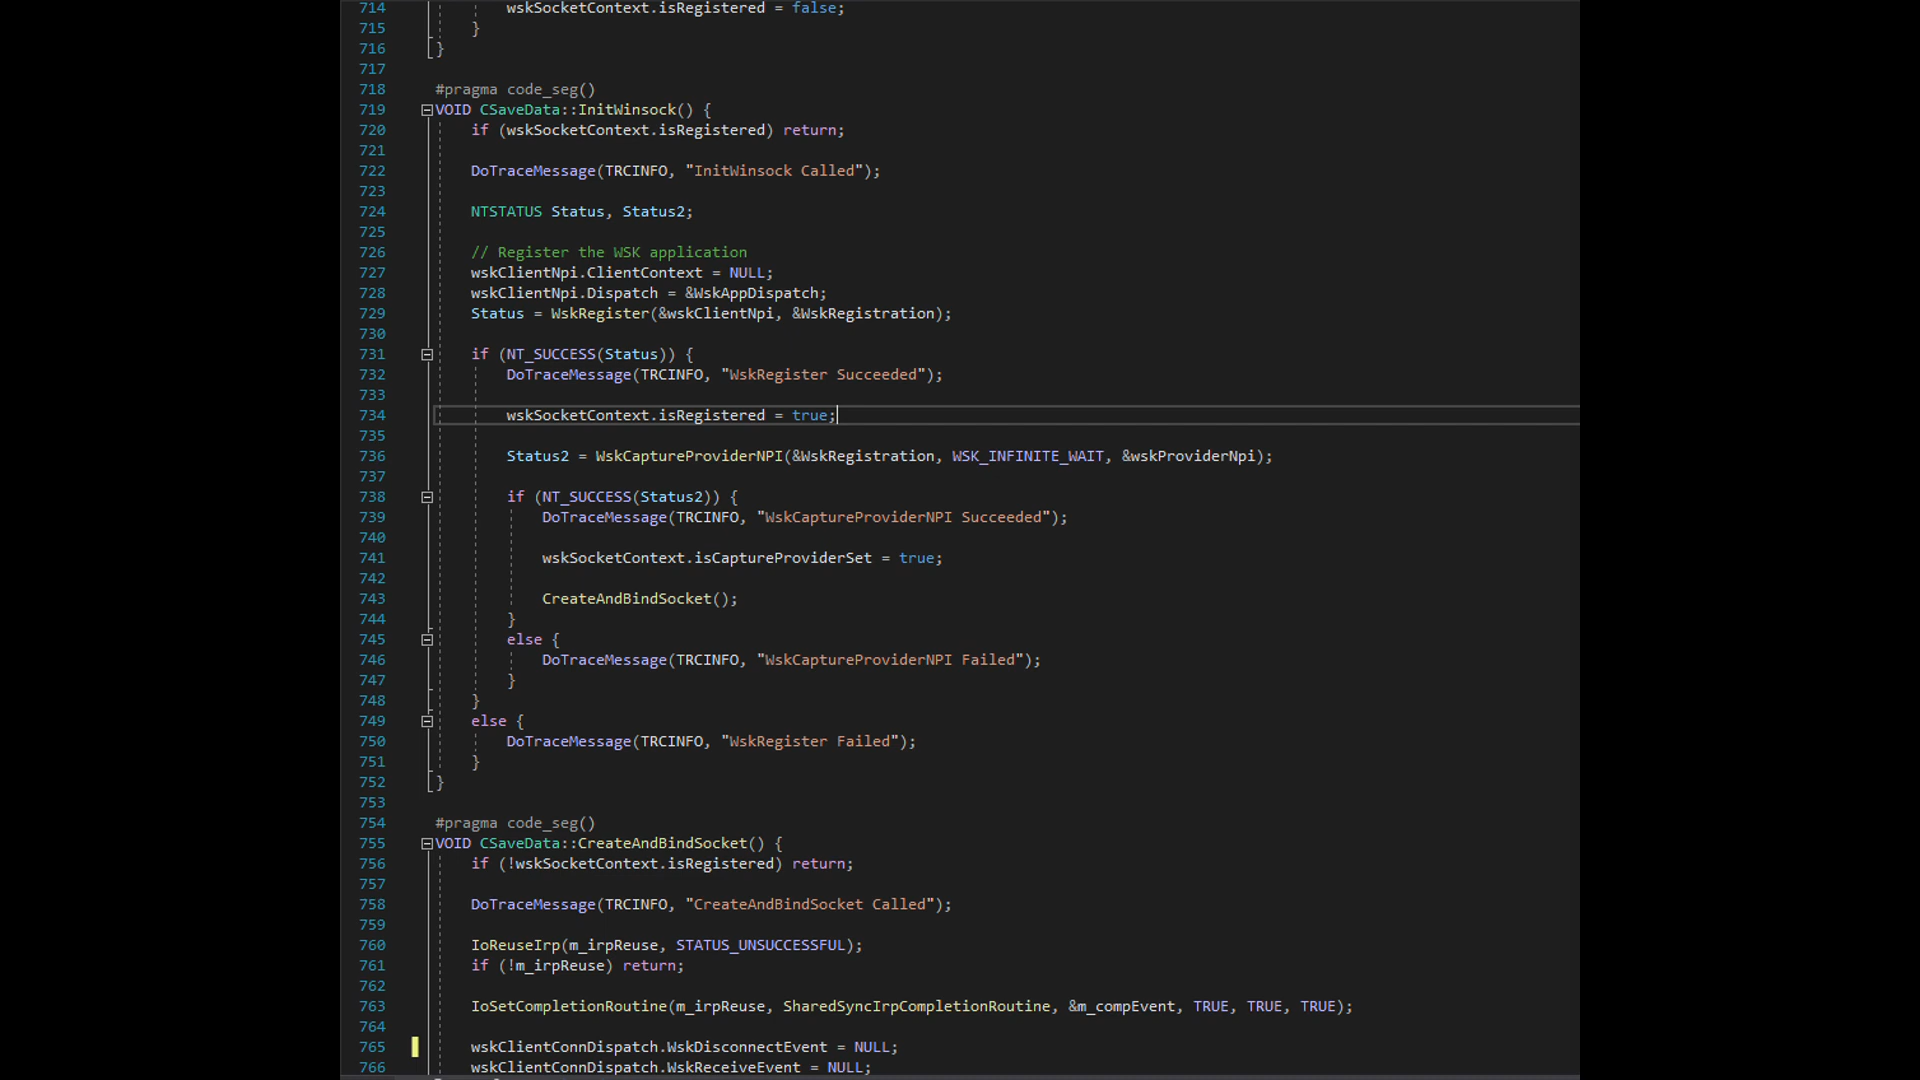 714 wskSocketContext.isRegistered = false;
715 }
716 }
717
718 #pragma code_seg()
719 VOID CSaveData::InitWinsock() {
720 if (wskSocketContext.isRegistered) return;
721
722 DoTraceMessage(TRCINFO, "InitWinsock Called");
723
724 NTSTATUS Status, Status2;
725
726 // Register the WSK application
727 wskClientNpi.ClientContext = NULL;
728 wskClientNpi.Dispatch = &WskAppDispatch;
729 Status = WskRegister(&wskClientNpi, &WskRegistration);
730
731 if (NT_SUCCESS(Status)) {
732 DoTraceMessage(TRCINFO, "WskRegister Succeeded");
733
734 wskSocketContext.isRegistered = true;
735
736 Status2 = WskCaptureProviderNPI(&WskRegistration, WSK_INFINITE_WAIT, &wskProviderNpi);
737
738 if (NT_SUCCESS(Status2)) {
739 DoTraceMessage(TRCINFO, "WskCaptureProviderNPI Succeeded");
740
741 wskSocketContext.isCaptureProviderSet = true;
742
743 CreateAndBindSocket();
744 }
745 else {
746 DoTraceMessage(TRCINFO, "WskCaptureProviderNPI Failed");
747 }
748 }
749 else {
750 DoTraceMessage(TRCINFO, "WskRegister Failed");
751 }
752 }
753
754 #pragma code_seg()
755 VOID CSaveData::CreateAndBindSocket() {
756 if (!wskSocketContext.isRegistered) return;
757
758 DoTraceMessage(TRCINFO, "CreateAndBindSocket Called");
759
760 IoReuseIrp(m_irpReuse, STATUS_UNSUCCESSFUL);
761 if (!m_irpReuse) return;
762
763 IoSetCompletionRoutine(m_irpReuse, SharedSyncIrpCompletionRoutine, &m_compEvent, TRUE, TRUE, TRUE);
764
765 wskClientConnDispatch.WskDisconnectEvent = NULL;
766 wskClientConnDispatch.WskReceiveEvent = NULL;